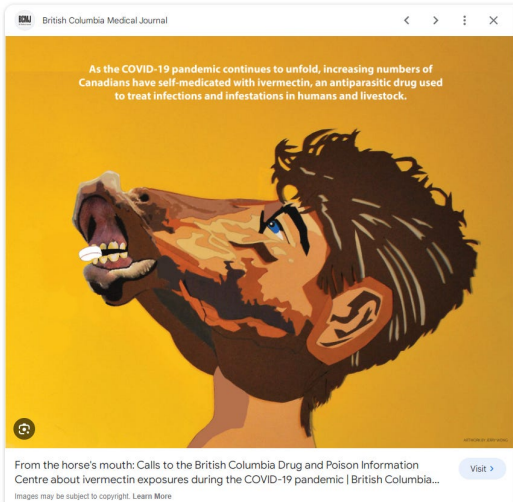 BCMJ
British Columbia Medical Journal
As the COVID-19 pandemic continues to unfold, increasing numbers of
Canadians have self-medicated with ivermectin, an antiparasitic drug used
to treat infections and infestations in humans and livestock.
From the horse's mouth: Calls to the British Columbia Drug and Poison Information
Centre about ivermectin exposures during the COVID-19 pandemic | British Columbia...
Visit >
Images may be subject to copyright. Learn More